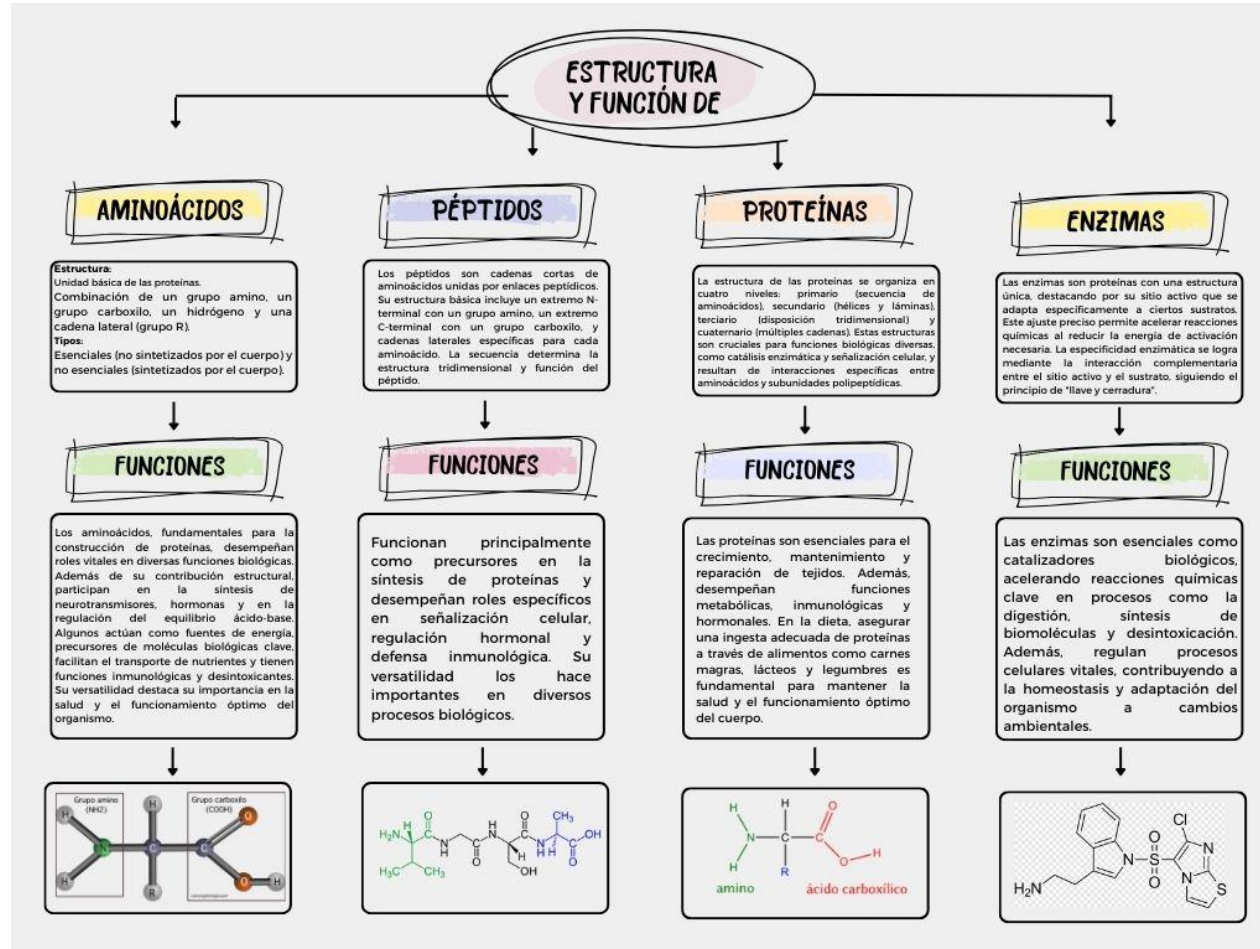 ESTRUCTURA
Y FUNCIÓN DE
AMINOÁCIDOS
Estructura:
Unidad básica de las proteínas.
Combinación de un grupo amino, un
grupo carboxilo, un hidrógeno y una
cadena lateral (grupo R).
Tipos:
Esenciales (no sintetizados por el cuerpo) y
no esenciales (sintetizados por el cuerpo).
FUNCIONES
Los aminoácidos, fundamentales para la
construcción de proteínas, desempeñan
roles vitales en diversas funciones biológicas.
Además de su contribución estructural,
participan en la síntesis de
neurotransmisores, hormonas y en la
regulación del equilibrio ácido-base.
Algunos actúan como fuentes de energía,
precursores de moléculas biológicas clave,
facilitan el transporte de nutrientes y tienen
funciones inmunológicas y desintoxicantes.
Su versatilidad destaca su importancia en la
salud y el funcionamiento óptimo del
organismo.
Grupo amino
(NH2)
Grupo carboxilo
(COOH)
H
H
O
N
C
C
H
R
O
H
PÉPTIDOS
Los péptidos son cadenas cortas de
aminoácidos unidas por enlaces peptídicos.
Su estructura básica incluye un extremo N-
terminal con un grupo amino, un extremo
C-terminal con un grupo carboxilo, y
cadenas laterales específicas para cada
aminoácido. La secuencia determina la
estructura tridimensional y función del
péptido.
FUNCIONES
Funcionan principalmente
como precursores en la
síntesis de proteínas y
desempeñan roles específicos
en señalización celular,
regulación hormonal y
defensa inmunológica. Su
versatilidad los hace
importantes en diversos
procesos biológicos.
O
H
H2N
H3C
CH3
N
H
O
H
N
H
OH
O
N
H
H
CH3
OH
O
PROTEÍNAS
La estructura de las proteínas se organiza en
cuatro niveles: primario (secuencia de
aminoácidos), secundario (hélices y láminas),
terciario (disposición tridimensional) y
cuaternario (múltiples cadenas). Estas estructuras
son cruciales para funciones biológicas diversas,
como catálisis enzimática y señalización celular, y
resultan de interacciones específicas entre
aminoácidos y subunidades polipeptídicas.
FUNCIONES
Las proteínas son esenciales para el
crecimiento, mantenimiento y
reparación de tejidos. Además,
desempeñan funciones
metabólicas, inmunológicas y
hormonales. En la dieta, asegurar
una ingesta adecuada de proteínas
a través de alimentos como carnes
magras, lácteos y legumbres es
fundamental para mantener la
salud y el funcionamiento óptimo
del cuerpo.
H
H
O
N
C
C
H
R
O
H
amino
ácido carboxílico
ENZIMAS
Las enzimas son proteínas con una estructura
única, destacando por su sitio activo que se
adapta específicamente a ciertos sustratos.
Este ajuste preciso permite acelerar reacciones
químicas al reducir la energía de activación
necesaria. La especificidad enzimática se logra
mediante la interacción complementaria
entre el sitio activo y el sustrato, siguiendo el
principio de "llave y cerradura".
FUNCIONES
Las enzimas son esenciales como
catalizadores biológicos,
acelerando reacciones químicas
clave en procesos como la
digestión, síntesis de
biomoléculas y desintoxicación.
Además, regulan procesos
celulares vitales, contribuyendo a
la homeostasis y adaptación del
organismo a cambios
ambientales.
H2N
N
O
S
O
Cl
N
N
S